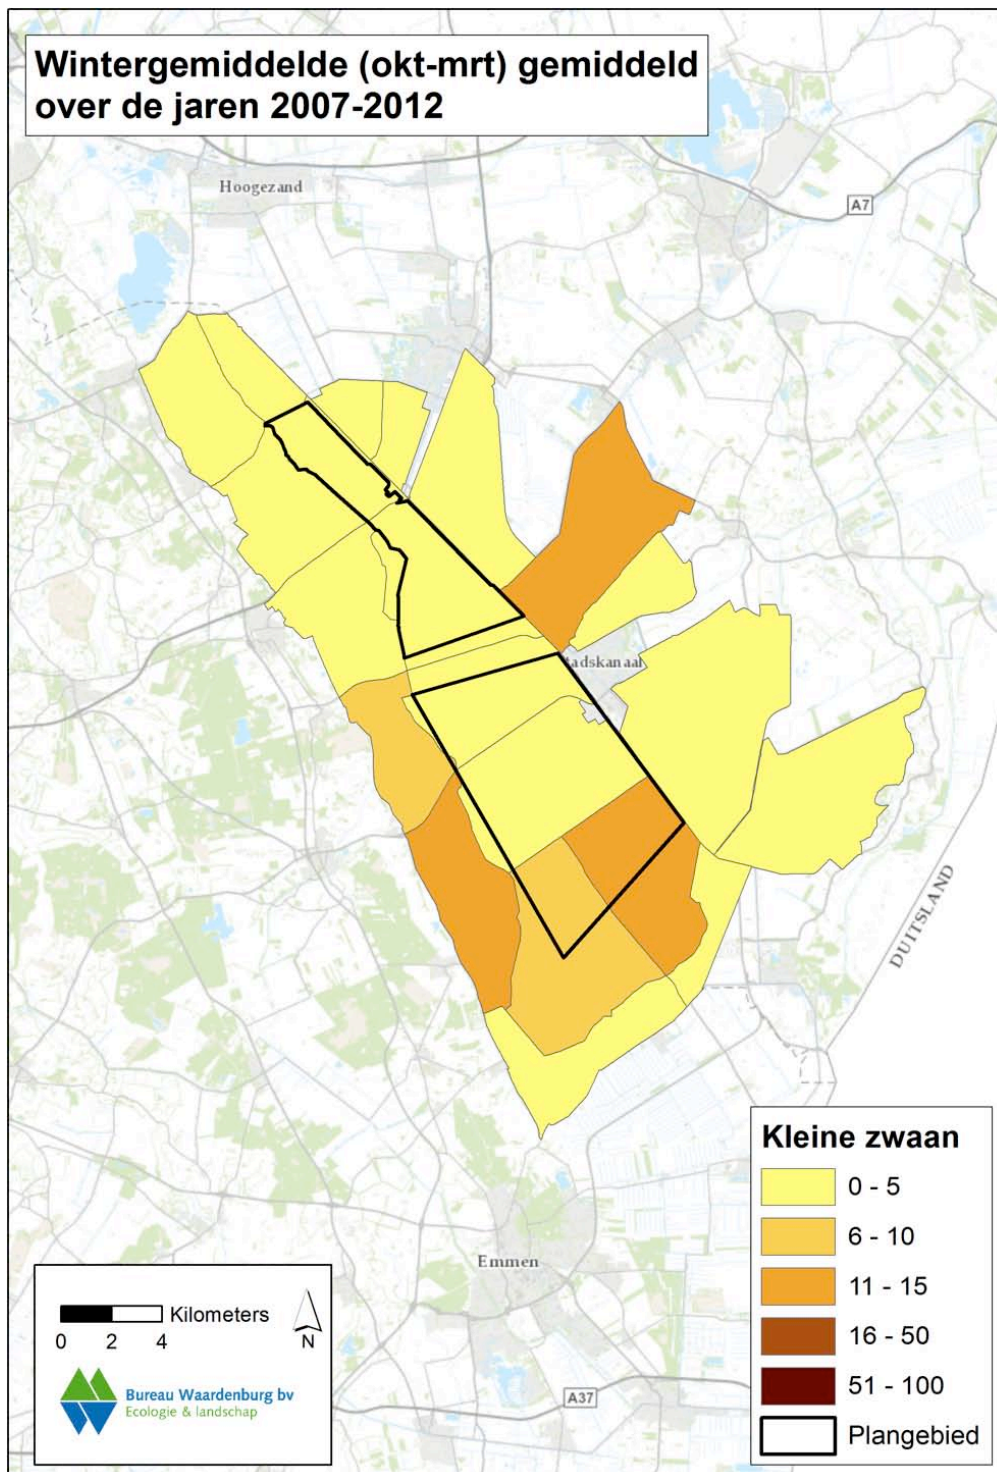 Wintergemiddelde (okt-mrt) gemiddeld
over de jaren 2007-2012
Hoogezand
A7
adskanaal
DUITSLAND
Emmen
A37
Kleine zwaan
0 - 5
6 - 10
11 - 15
16 - 50
51 - 100
Plangebied
Kilometers
0 2 4
N
Bureau Waardenburg bv
Ecologie & landschap